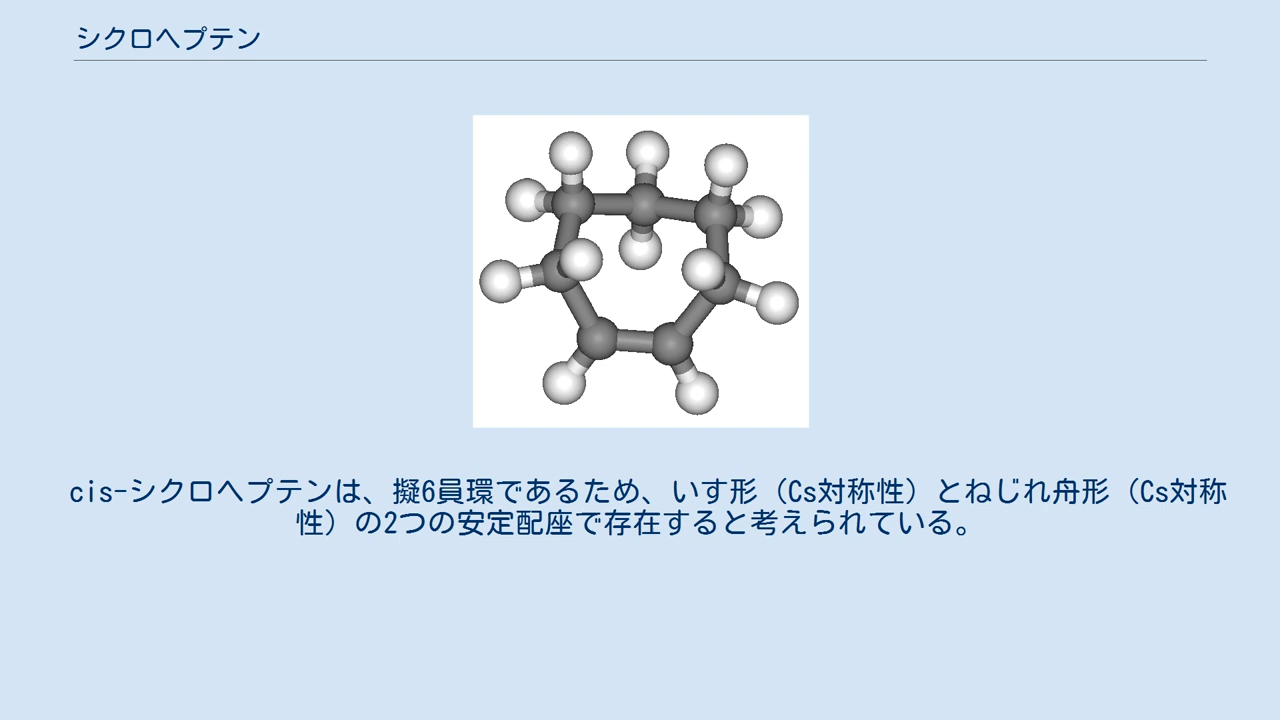 シクロヘプテン
cis-シクロヘプテンは、擬6員環であるため、いす形（Cs対称性）とねじれ舟形（Cs対称
性）の2つの安定配座で存在すると考えられている。